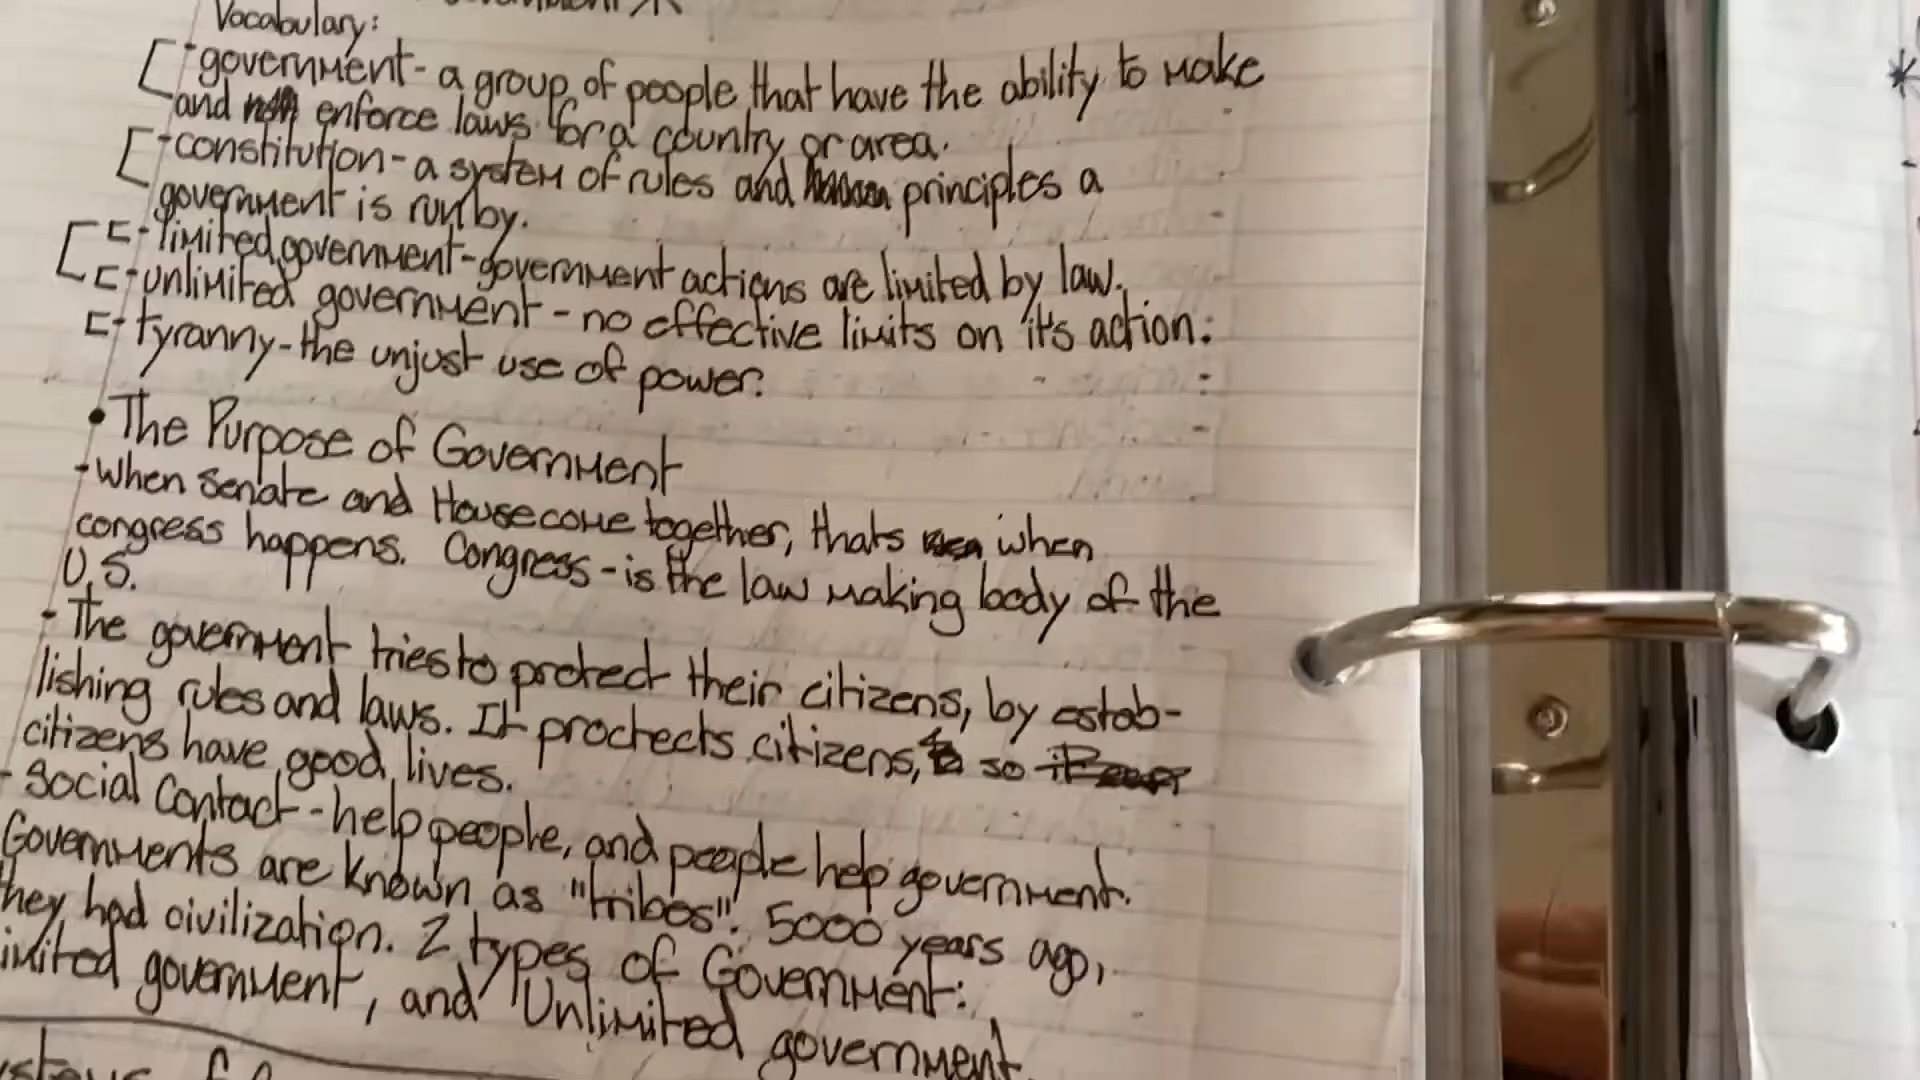 Vocabulary:
- government - a group of people that have the ability to make
and enforce laws for a country or area.
- constitution - a system of rules and principles a
government is run by.
- limited government - government actions are limited by law.
- unlimited government - no effective limits on it's action.
- tyranny - the unjust use of power.
• The Purpose of Government
- when Senate and House come together, thats when
congress happens. Congress - is the law making body of the
U.S.
- The government tries to protect their citizens, by estab-
lishing rules and laws. It proctects citizens, so
citizens have good lives.
- Social Contact - help people, and people help government.
Governments are known as "tribes". 5000 years ago,
they had civilization. 2 types of Government:
imited government, and Unlimited government.